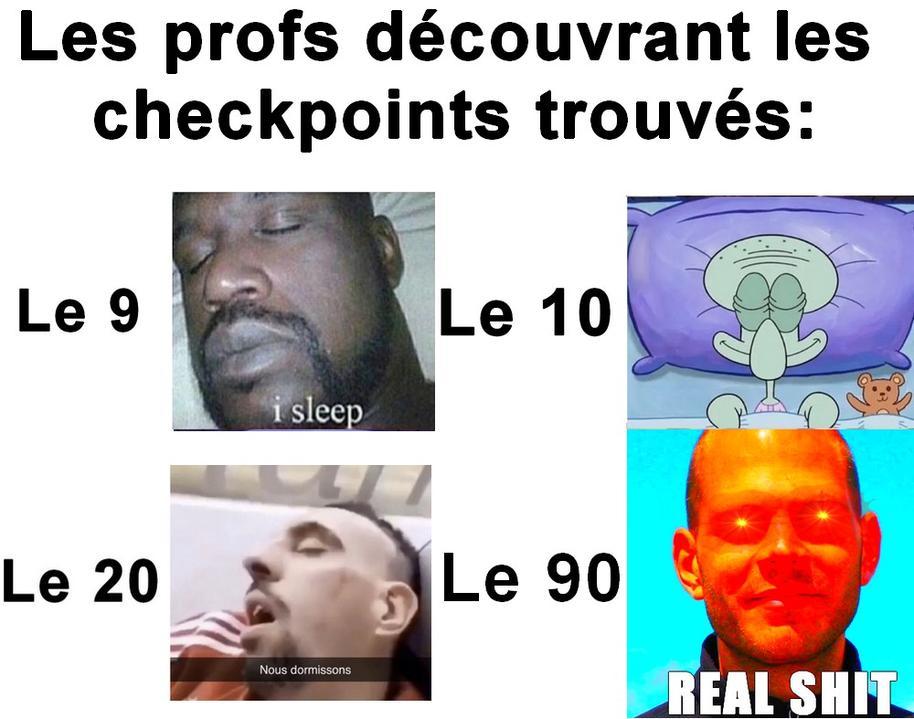 Les profs découvrant les
checkpoints trouvés:
Le 9
i sleep
Le 10
Le 20
Nous dormissons
Le 90
REAL SHIT